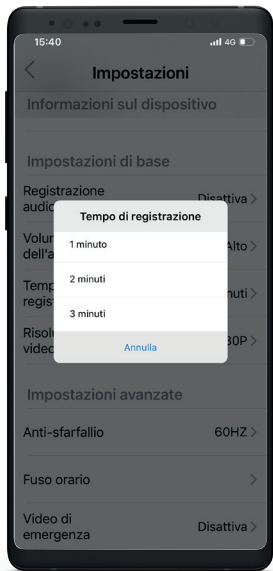 15:40
4G
Impostazioni
Informazioni sul dispositivo
Impostazioni di base
Registrazione
audio
Disattiva
Tempo di registrazione
Alto
1 minuto
2 minuti
3 minuti
Annulla
Impostazioni avanzate
Anti-sfarfallio
60HZ
Fuso orario
Video di
emergenza
Disattiva